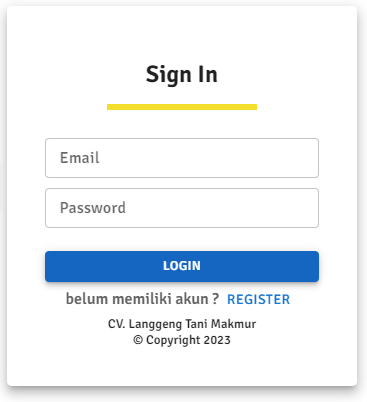 Sign In
Email
Password
LOGIN
belum memiliki akun ? REGISTER
CV. Langgeng Tani Makmur
© Copyright 2023